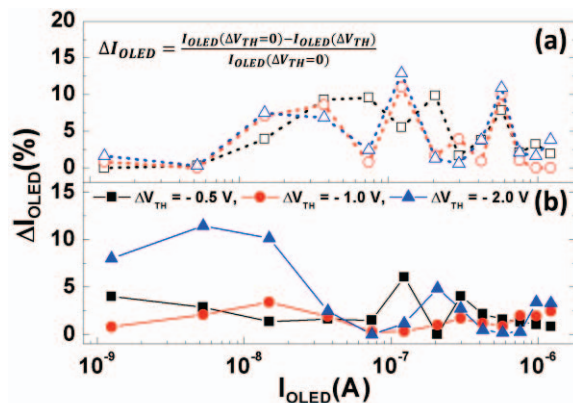 20
(a)
ΔI_OLED = I_OLED(ΔV_TH=0)−I_OLED(ΔV_TH) / I_OLED(ΔV_TH=0)
15
10
5
0
ΔI_OLED(%)
15
ΔV_TH = - 0.5 V, ΔV_TH = - 1.0 V, ΔV_TH = - 2.0 V
(b)
10
5
0
10^-9 10^-8 10^-7 10^-6
I_OLED(A)